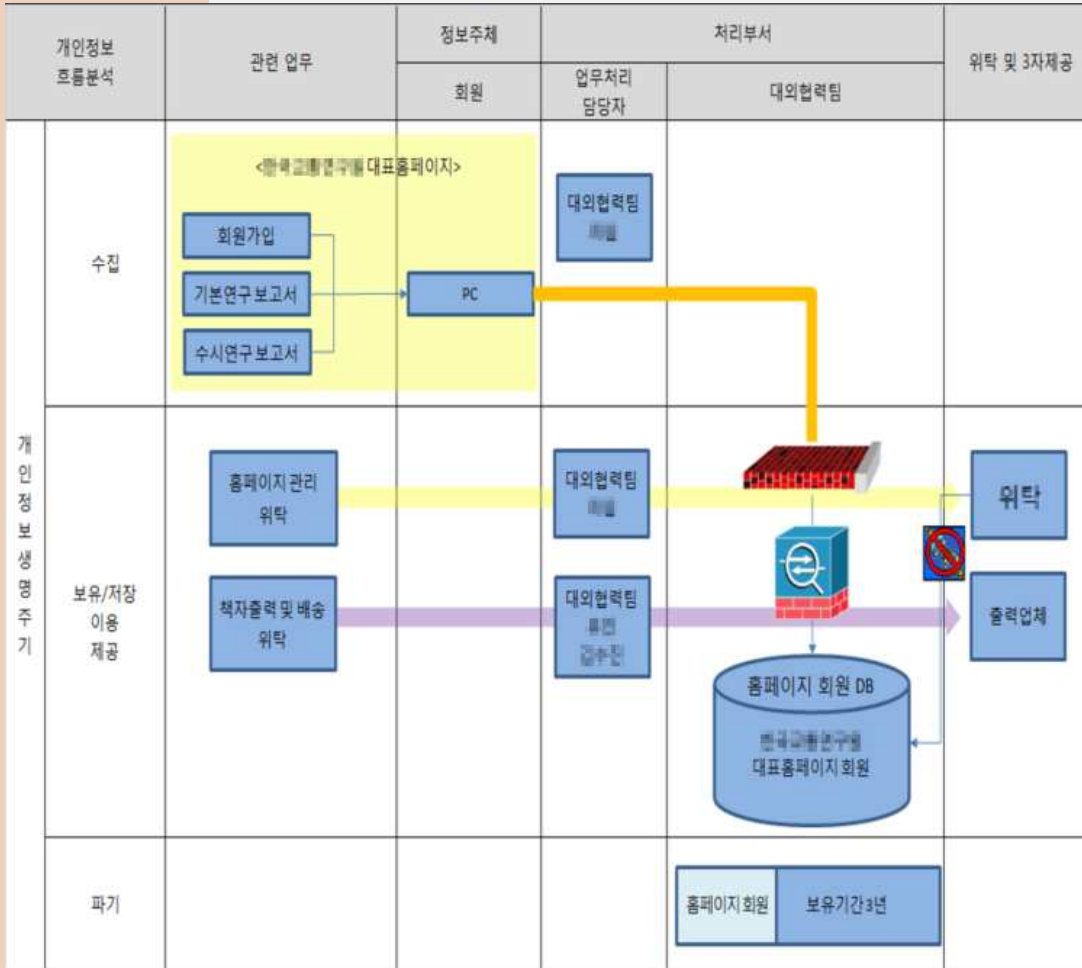 개인정보
흐름분석
관련 업무
정보주체
처리부서
위탁 및 3자제공
회원
업무처리
담당자
대외협력팀
개인정보생명주기
수집
대표홈페이지>
회원가입
기본연구 보고서
수시연구 보고서
PC
대외협력팀
보유/저장
이용
제공
홈페이지 관리
위탁
대외협력팀
위탁
책자출력 및 배송
위탁
대외협력팀
출력업체
홈페이지 회원 DB
대표홈페이지 회원
파기
홈페이지 회원
보유기간 3년